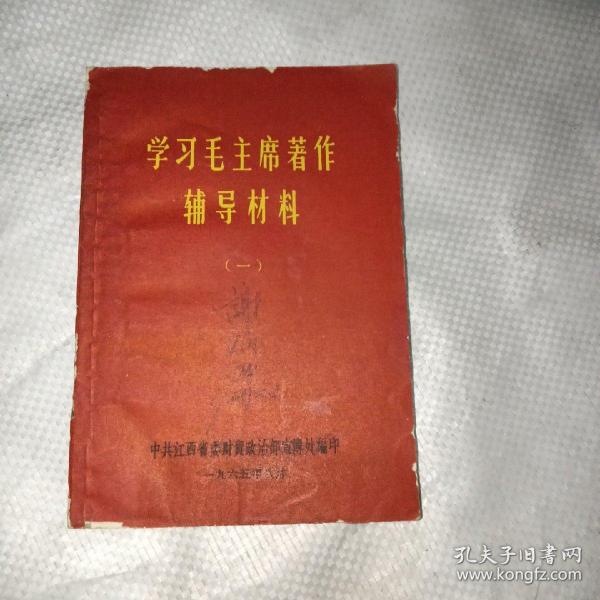 学习毛主席著作
辅导材料
（一）
谢
中共江西省委财贸政治部宣传处编印
一九六五年
孔夫子旧书网
www.kongfz.com